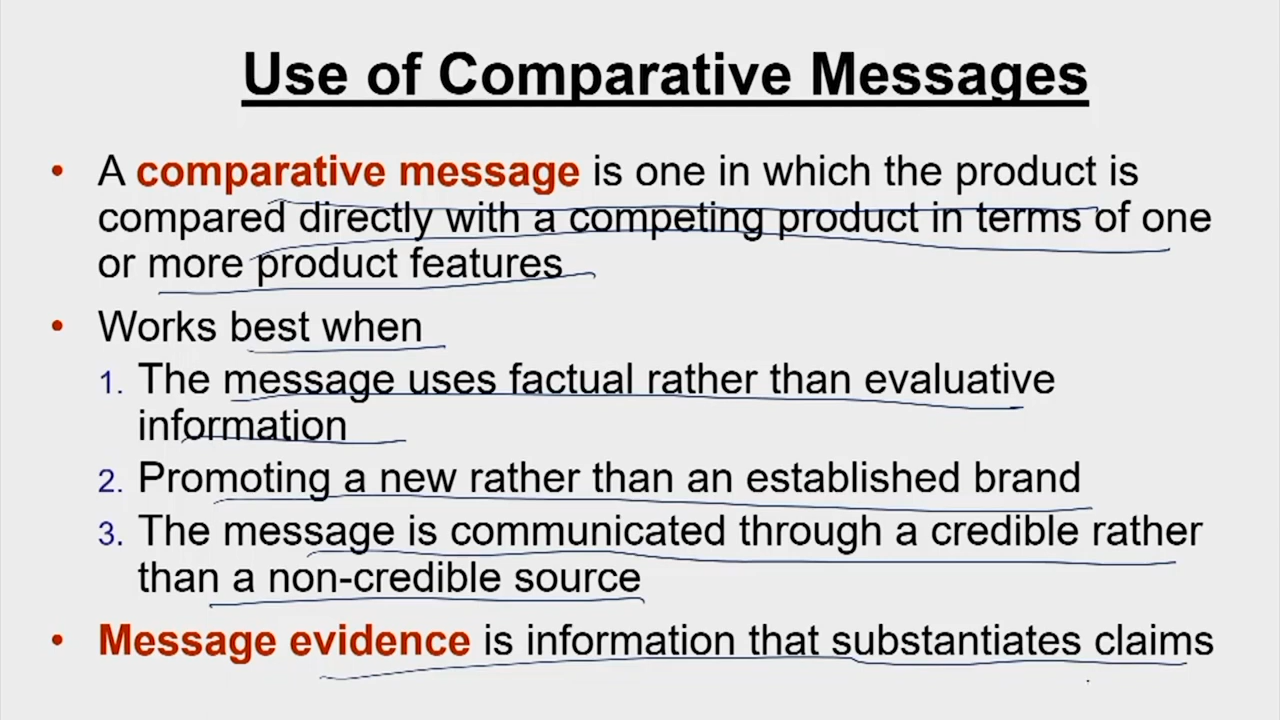 Use of Comparative Messages
• A comparative message is one in which the product is
compared directly with a competing product in terms of one
or more product features
• Works best when
1. The message uses factual rather than evaluative
information
2. Promoting a new rather than an established brand
3. The message is communicated through a credible rather
than a non-credible source
• Message evidence is information that substantiates claims